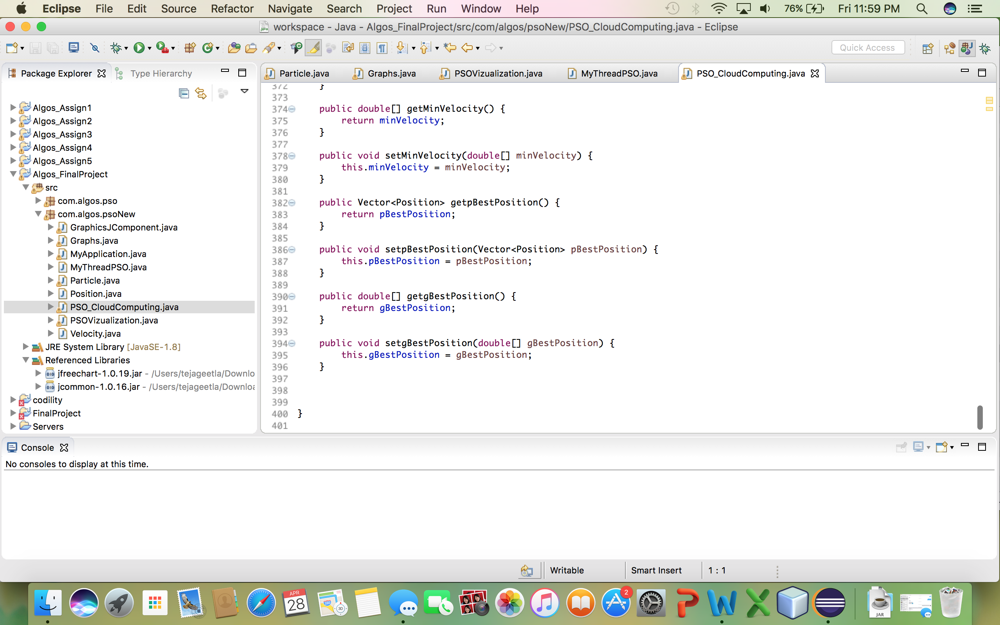 Eclipse File Edit Source Refactor Navigate Search Project Run Window Help 76% Fri 11:59 PM
workspace - Java - Algos_FinalProject/src/com/algos/psoNew/PSO_CloudComputing.java - Eclipse
Quick Access
Package Explorer Type Hierarchy
Algos_Assign1
Algos_Assign2
Algos_Assign3
Algos_Assign4
Algos_Assign5
Algos_FinalProject
src
com.algos.pso
com.algos.psoNew
GraphicsJComponent.java
Graphs.java
MyApplication.java
MyThreadPSO.java
Particle.java
Position.java
PSO_CloudComputing.java
PSOVizualization.java
Velocity.java
JRE System Library [JavaSE-1.8]
Referenced Libraries
jfreechart-1.0.19.jar - /Users/tejageetla/Downlo
jcommon-1.0.16.jar - /Users/tejageetla/Downloa
codility
FinalProject
Servers
Particle.java Graphs.java PSOVizualization.java MyThreadPSO.java PSO_CloudComputing.java
372 }
373
374 public double[] getMinVelocity() {
375 return minVelocity;
376 }
377
378 public void setMinVelocity(double[] minVelocity) {
379 this.minVelocity = minVelocity;
380 }
381
382 public Vector<Position> getpBestPosition() {
383 return pBestPosition;
384 }
385
386 public void setpBestPosition(Vector<Position> pBestPosition) {
387 this.pBestPosition = pBestPosition;
388 }
389
390 public double[] getgBestPosition() {
391 return gBestPosition;
392 }
393
394 public void setgBestPosition(double[] gBestPosition) {
395 this.gBestPosition = gBestPosition;
396 }
397
398
399
400 }
401
Console
No consoles to display at this time.
Writable Smart Insert 1 : 1
APR
28
280
3D
2
JAR